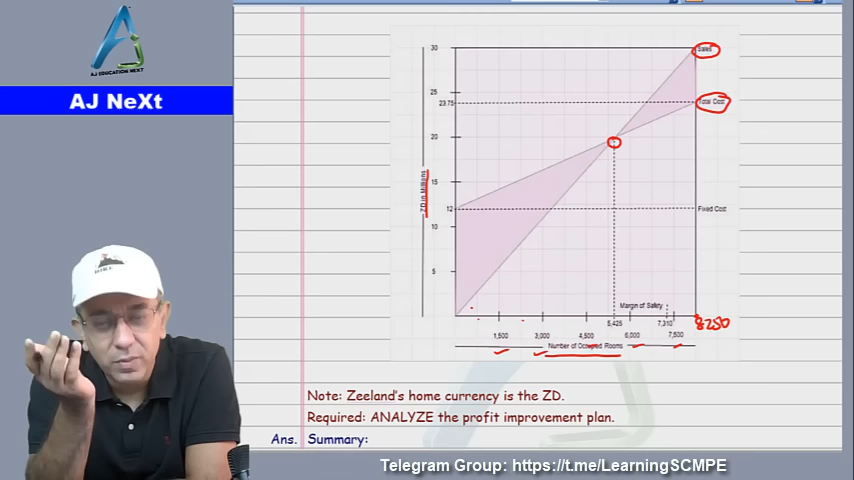 AJ EDUCATION NEXT
AJ NeXt
30
25
23.75
20
15
12
10
5
ZD in Millions
Sales
Total Cost
Fixed Cost
Margin of Safety
5,425
7,310
8250
1,500
3,000
4,500
6,000
7,500
Number of Occupied Rooms
Note: Zeeland's home currency is the ZD.
Required: ANALYZE the profit improvement plan.
Ans. Summary:
Telegram Group: https://t.me/LearningSCMPE